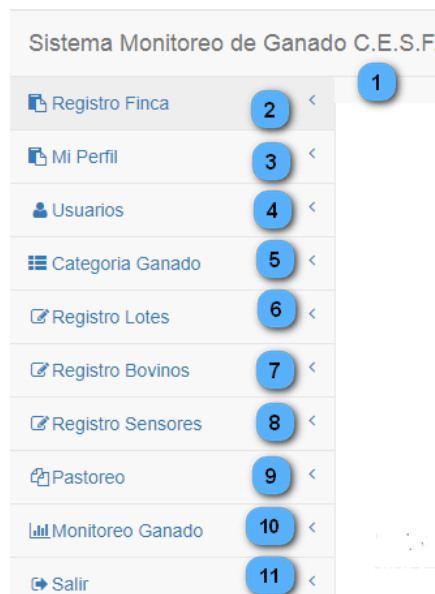 Sistema Monitoreo de Ganado C.E.S.F
1
Registro Finca 2
Mi Perfil 3
Usuarios 4
Categoria Ganado 5
Registro Lotes 6
Registro Bovinos 7
Registro Sensores 8
Pastoreo 9
Monitoreo Ganado 10
Salir 11